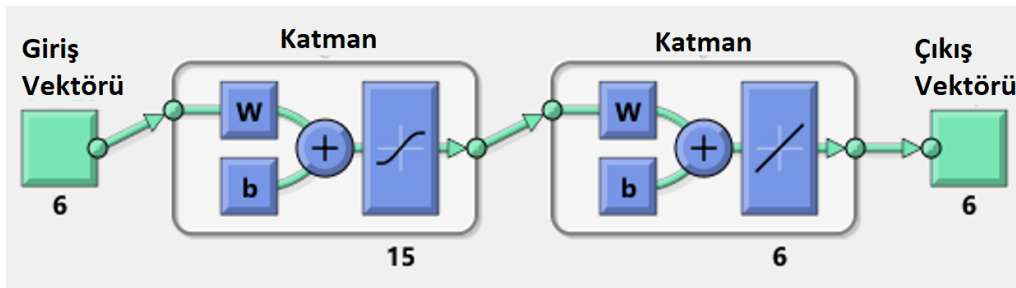 Giriş
Vektörü
6
Katman
W
b
+
15
Katman
W
b
+
6
Çıkış
Vektörü
6